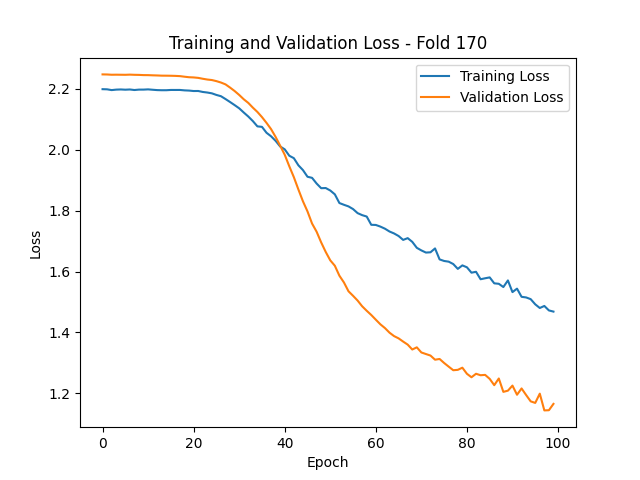 Training and Validation Loss - Fold 170
Training Loss
Validation Loss
2.2
2.0
1.8
1.6
1.4
1.2
Loss
0
20
40
60
80
100
Epoch